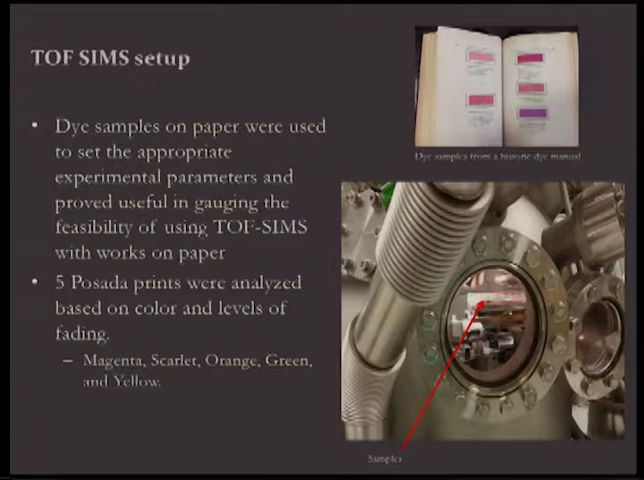 TOF SIMS setup
• Dye samples on paper were used
to set the appropriate
experimental parameters and
proved useful in gauging the
feasibility of using TOF-SIMS
with works on paper
• 5 Posada prints were analyzed
based on color and levels of
fading.
– Magenta, Scarlet, Orange, Green,
and Yellow.
Dye samples from a historic dye manual
Samples